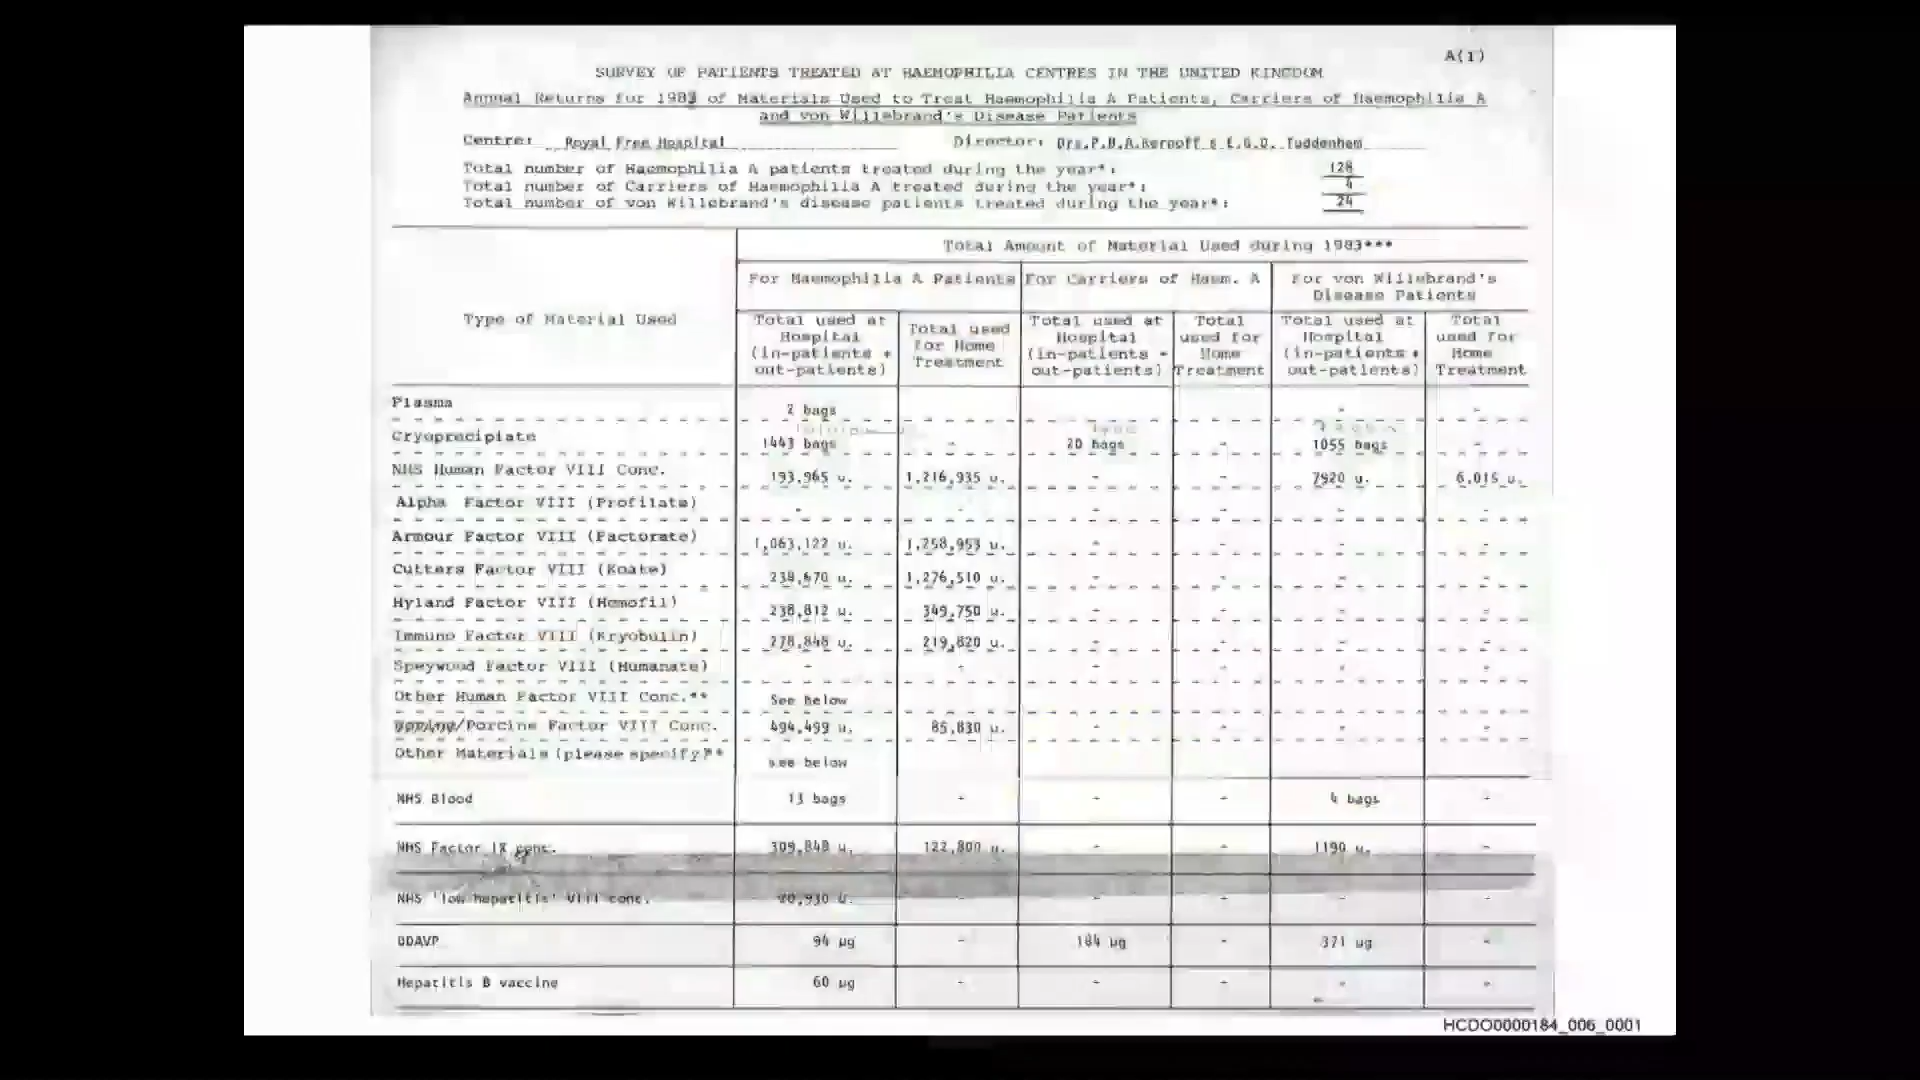 A(1)
SURVEY OF PATIENTS TREATED AT HAEMOPHILIA CENTRES IN THE UNITED KINGDOM
Annual Returns for 1983 of Materials Used to Treat Haemophilia A Patients, Carriers of Haemophilia A
and von Willebrand's Disease Patients
Centre: Royal Free Hospital Director: Drs.P.B.A.Kernoff & E.G.D. Tuddenham
Total number of Haemophilia A patients treated during the year*: 128
Total number of Carriers of Haemophilia A treated during the year*: 4
Total number of von Willebrand's disease patients treated during the year*: 24
Total Amount of Material Used during 1983***
For Haemophilia A Patients For Carriers of Haem. A For von Willebrand's
Disease Patients
Type of Material Used
Total used at Hospital (in-patients + out-patients) Total used for Home Treatment Total used at Hospital (in-patients + out-patients) Total used for Home Treatment Total used at Hospital (in-patients + out-patients) Total used for Home Treatment
Plasma 2 bags - -
Cryoprecipiate 1443 bags - 20 bags - 1055 bags -
NHS Human Factor VIII Conc. 193,965 u. 1,216,935 u. - - 7920 u. 6,015 u.
Alpha Factor VIII (Profilate) - - - - - -
Armour Factor VIII (Factorate) 1,063,122 u. 1,258,953 u. - - - -
Cutters Factor VIII (Koate) 238,670 u. 1,276,510 u. - - - -
Hyland Factor VIII (Hemofil) 238,812 u. 349,750 u. - - - -
Immuno Factor VIII (Kryobulin) 278,848 u. 219,820 u. - - - -
Speywood Factor VIII (Humanate) - - - - - -
Other Human Factor VIII Conc.** See below
/Porcine Factor VIII Conc. 494,499 u. 85,830 u. - - - -
Other Materials (please specify)** see below
NHS Blood 13 bags - - - 4 bags -
NHS Factor IX conc. 309,848 u. 122,800 u. - - 1190 u. -
NHS 'low hepatitis' VIII conc. 20,930 u. - - - - -
DDAVP 94 µg - 184 µg - 371 µg -
Hepatitis B vaccine 60 µg - - - - -
HCDO0000184_006_0001